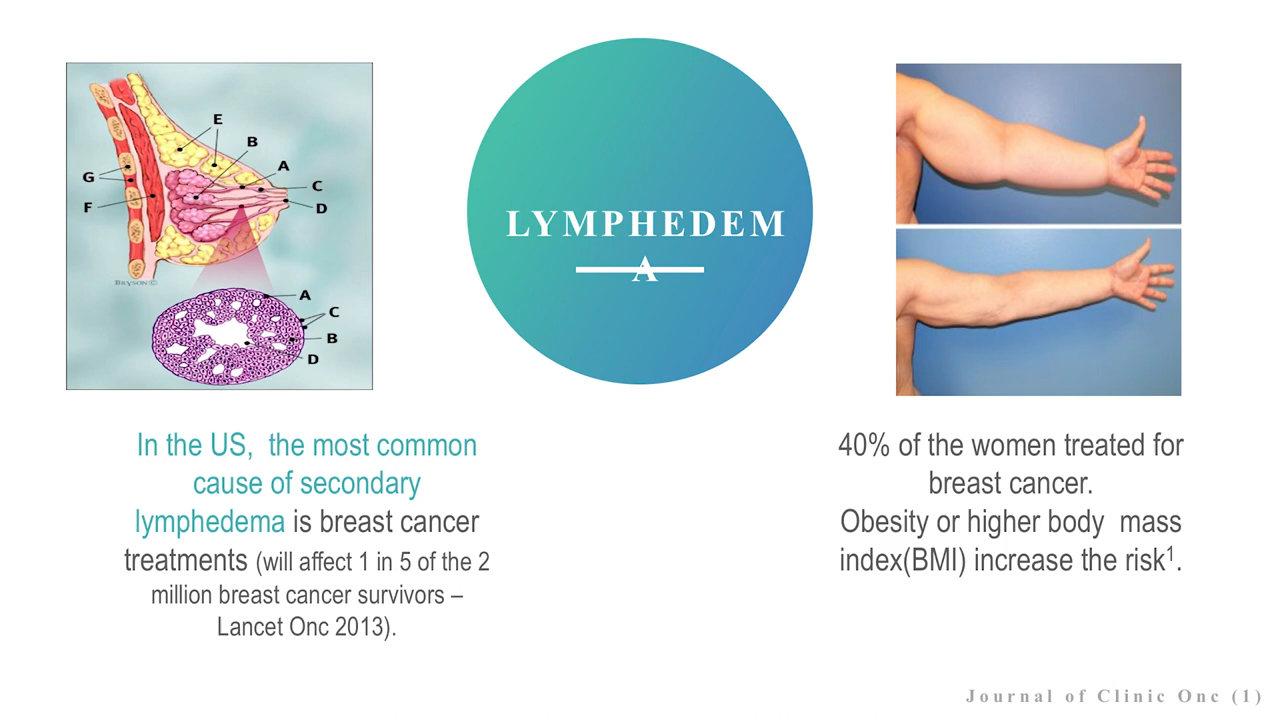 E
B
A
C
G
F
D
BRYSON ©
A
C
B
D
LYMPHEDEM
A
In the US,  the most common
cause of secondary
lymphedema is breast cancer
treatments (will affect 1 in 5 of the 2
million breast cancer survivors –
Lancet Onc 2013).
40% of the women treated for
breast cancer.
Obesity or higher body  mass
index(BMI) increase the risk¹.
Journal of Clinic Onc (1)